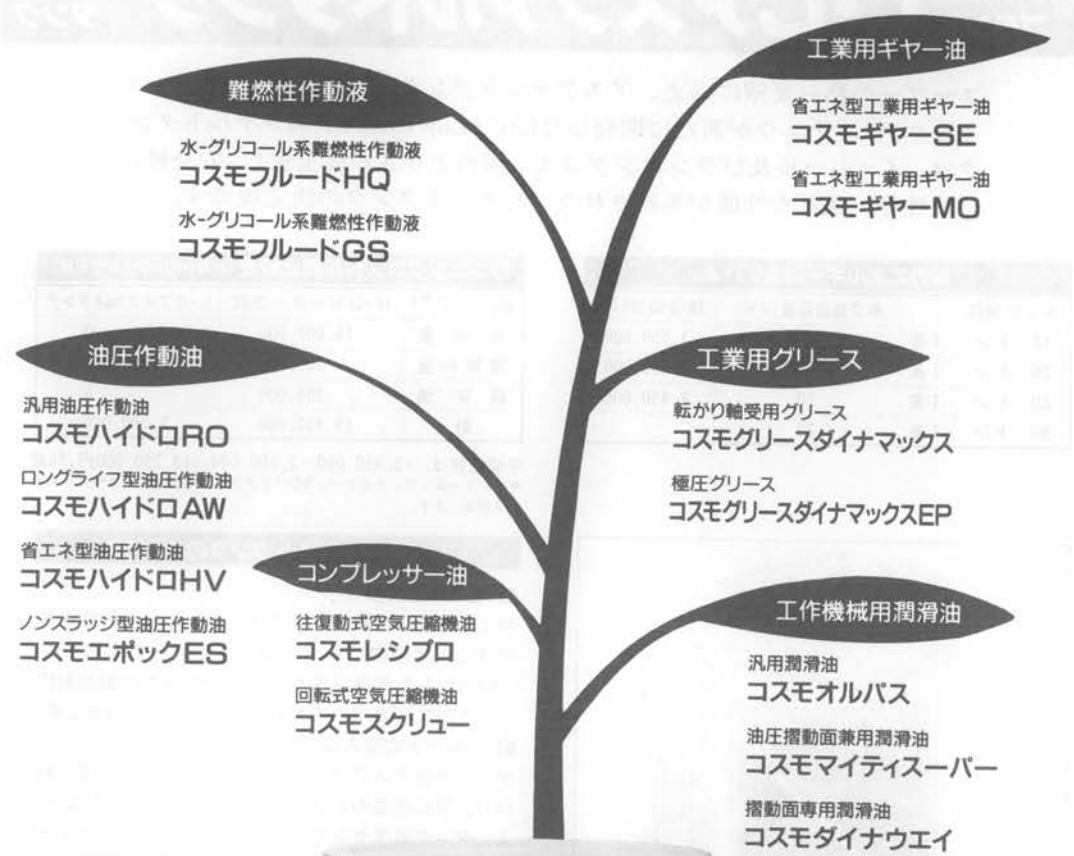 工業用ギヤー油
省エネ型工業用ギヤー油
コスモギヤーSE
省エネ型工業用ギヤー油
コスモギヤーMO
難燃性作動液
水-グリコール系難燃性作動液
コスモフルードHQ
水-グリコール系難燃性作動液
コスモフルードGS
工業用グリース
転がり軸受用グリース
コスモグリースダイナマックス
極圧グリース
コスモグリースダイナマックスEP
油圧作動油
汎用油圧作動油
コスモハイドロRO
ロングライフ型油圧作動油
コスモハイドロAW
省エネ型油圧作動油
コスモハイドロHV
ノンスラッジ型油圧作動油
コスモエポックES
コンプレッサー油
往復動式空気圧縮機油
コスモレシプロ
回転式空気圧縮機油
コスモスクリュー
工作機械用潤滑油
汎用潤滑油
コスモオルパス
油圧摺動面兼用潤滑油
コスモマイティスーパー
摺動面専用潤滑油
コスモダイナウエイ